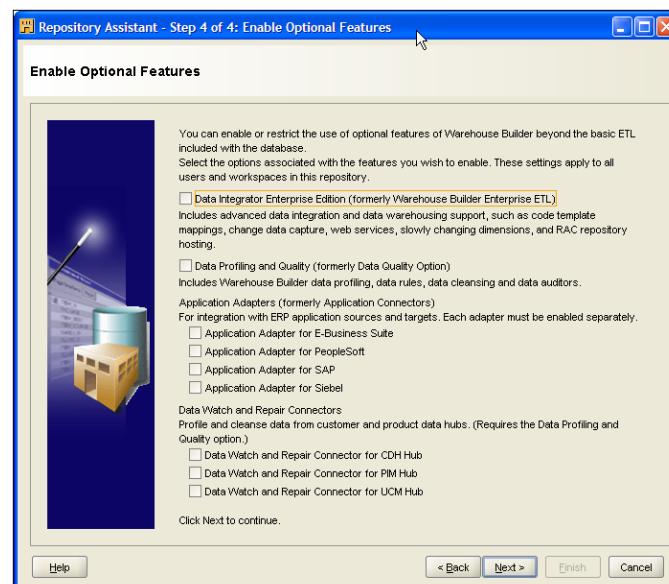 Repository Assistant - Step 4 of 4: Enable Optional Features
Enable Optional Features
You can enable or restrict the use of optional features of Warehouse Builder beyond the basic ETL
included with the database.
Select the options associated with the features you wish to enable. These settings apply to all
users and workspaces in this repository.
Data Integrator Enterprise Edition (formerly Warehouse Builder Enterprise ETL)
Includes advanced data integration and data warehousing support, such as code template
mappings, change data capture, web services, slowly changing dimensions, and RAC repository
hosting.
Data Profiling and Quality (formerly Data Quality Option)
Includes Warehouse Builder data profiling, data rules, data cleansing and data auditors.
Application Adapters (formerly Application Connectors)
For integration with ERP application sources and targets. Each adapter must be enabled separately.
Application Adapter for E-Business Suite
Application Adapter for PeopleSoft
Application Adapter for SAP
Application Adapter for Siebel
Data Watch and Repair Connectors
Profile and cleanse data from customer and product data hubs. (Requires the Data Profiling and
Quality option.)
Data Watch and Repair Connector for CDH Hub
Data Watch and Repair Connector for PIM Hub
Data Watch and Repair Connector for UCM Hub
Click Next to continue.
Help
< Back
Next >
Finish
Cancel